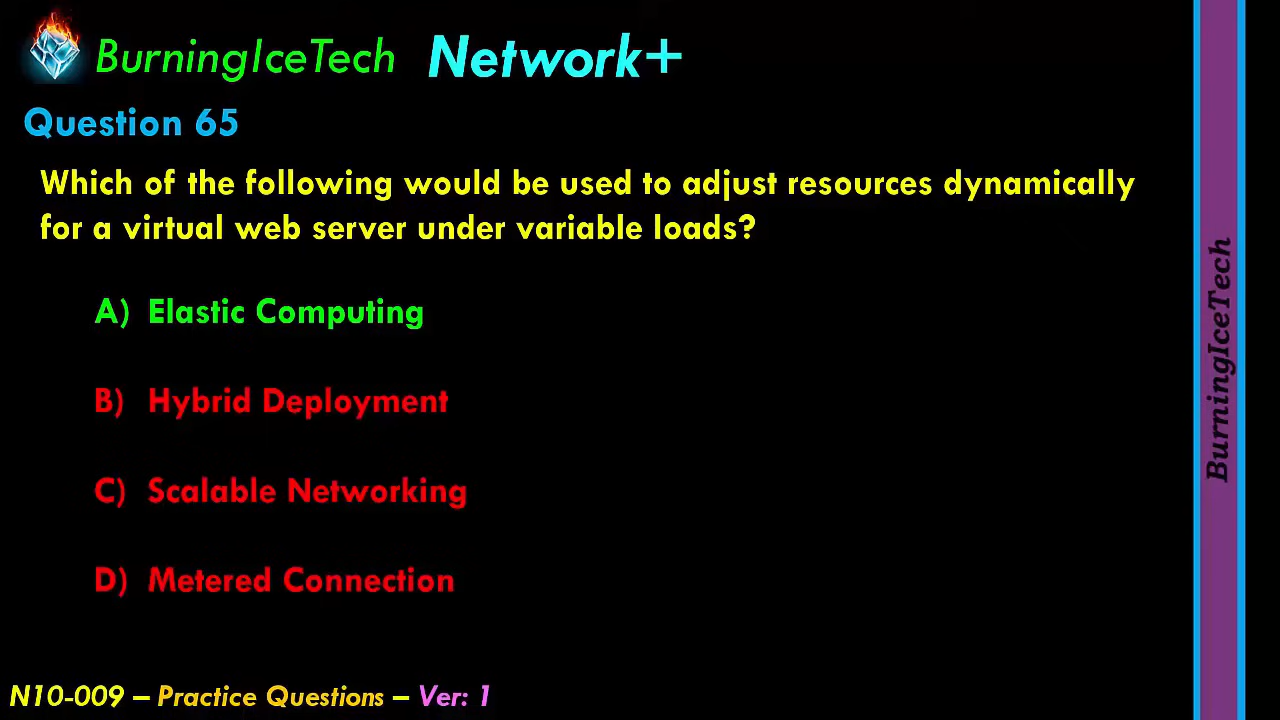 BurningIceTech Network+
Question 65
Which of the following would be used to adjust resources dynamically
for a virtual web server under variable loads?
A) Elastic Computing
B) Hybrid Deployment
C) Scalable Networking
D) Metered Connection
N10-009 – Practice Questions – Ver: 1
BurningIceTech